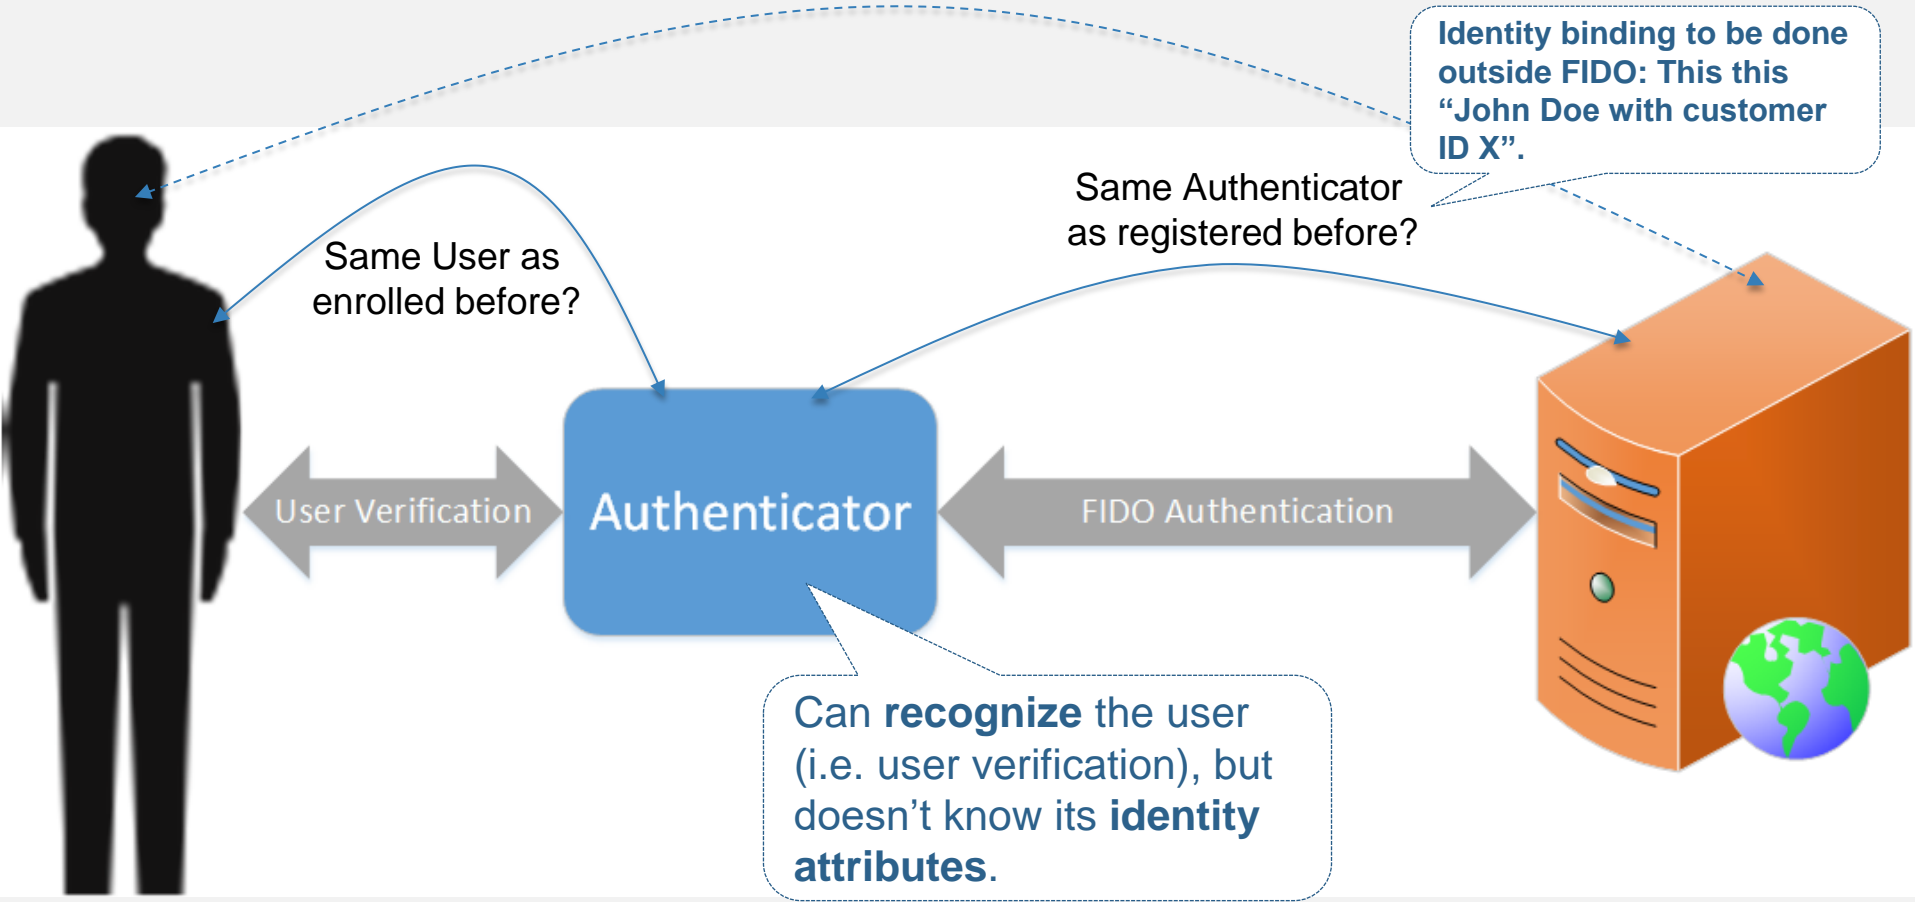 Identity binding to be done
outside FIDO: This this
“John Doe with customer
ID X”.
Same Authenticator
as registered before?
Same User as
enrolled before?
User Verification
Authenticator
FIDO Authentication
Can recognize the user
(i.e. user verification), but
doesn’t know its identity
attributes.